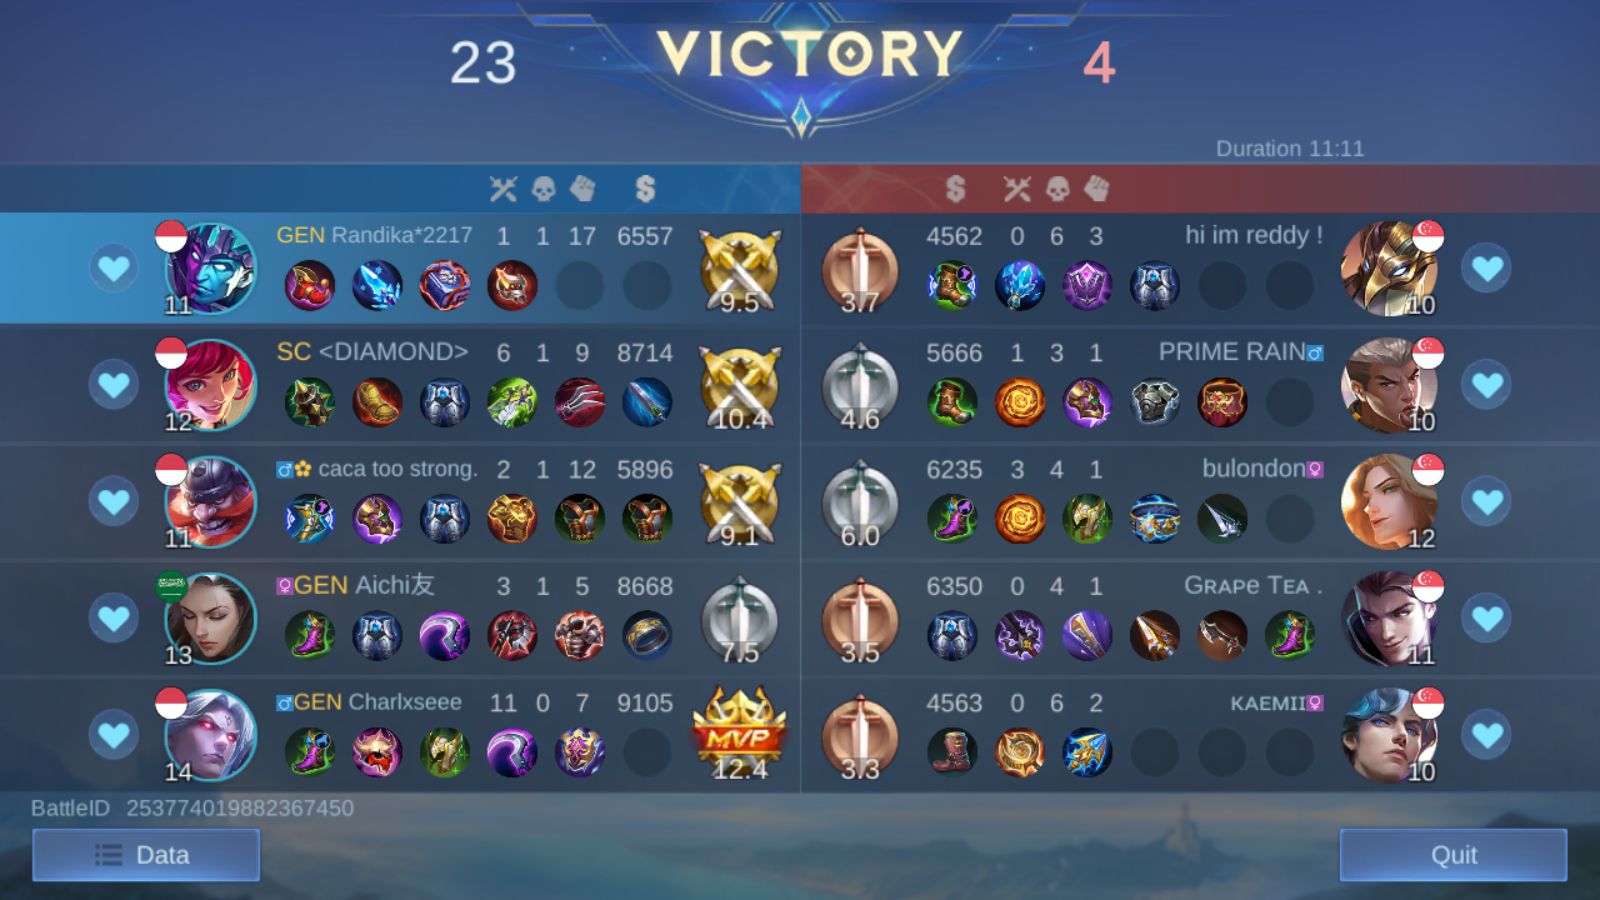 23 VICTORY 4
Duration 11:11
GEN Randika*2217 1 1 17 6557
11 9.5
4562 0 6 3 hi im reddy !
3.7 10
SC <DIAMOND> 6 1 9 8714
12 10.4
5666 1 3 1 PRIME RAIN♂
4.6 10
♂✿ caca too strong. 2 1 12 5896
11 9.1
6235 3 4 1 bulondon♀
6.0 12
♀GEN Aichi友 3 1 5 8668
13 7.5
6350 0 4 1 GRAPE TEA .
3.5 11
♂GEN Charlxseee 11 0 7 9105
14 MVP 12.4
4563 0 6 2 KAEMII♀
3.3 10
BattleID 253774019882367450
Data
Quit